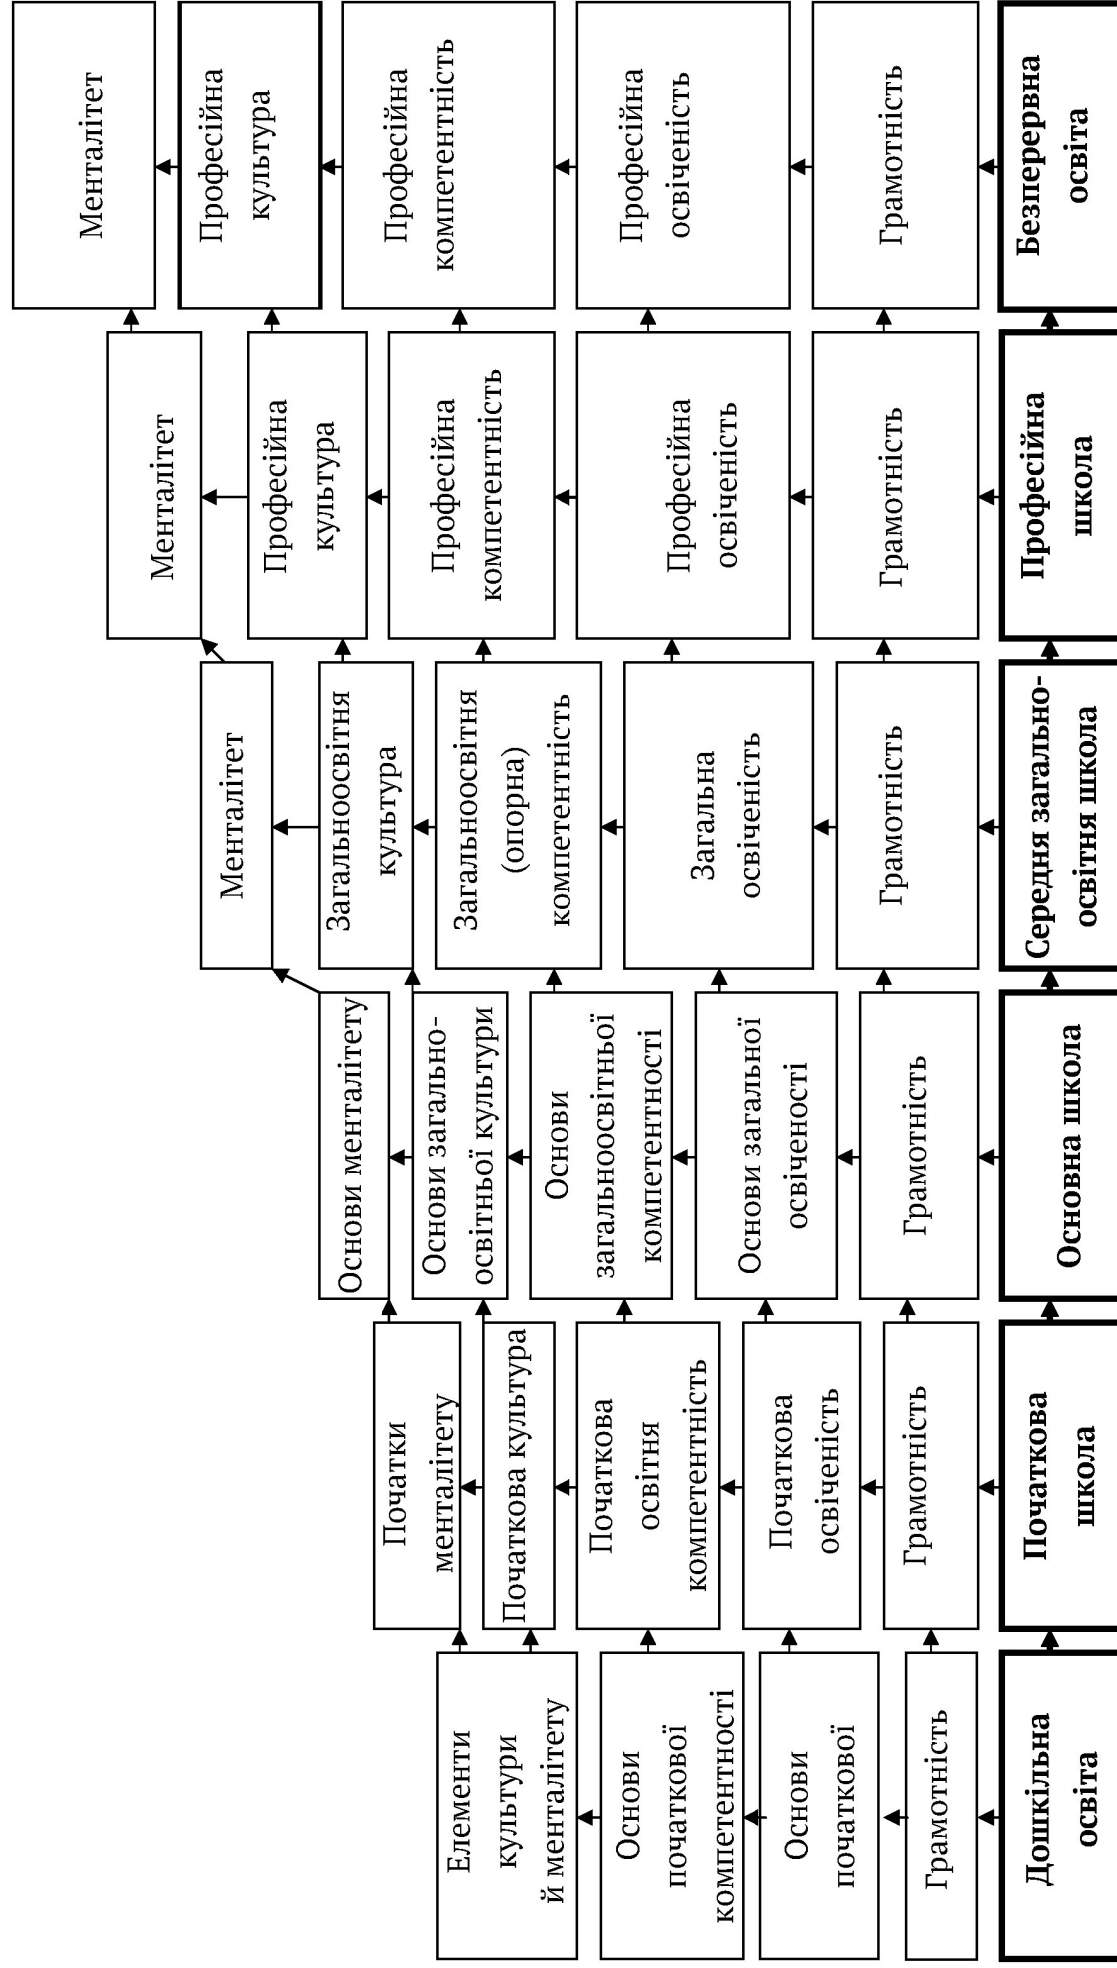 Менталітет
Професійна
культура
Професійна
компетентність
Професійна
освіченість
Грамотність
Безперервна
освіта
Менталітет
Професійна
культура
Професійна
компетентність
Професійна
освіченість
Грамотність
Професійна
школа
Менталітет
Загальноосвітня
культура
Загальноосвітня
(опорна)
компетентність
Загальна
освіченість
Грамотність
Середня загально-
освітня школа
Основи менталітету
Основи загально-
освітньої культури
Основи
загальноосвітньої
компетентності
Основи загальної
освіченості
Грамотність
Основна школа
Початки
менталітету
Початкова культура
Початкова
освітня
компетентність
Початкова
освіченість
Грамотність
Початкова
школа
Елементи
культури
й менталітету
Основи
початкової
компетентності
Основи
початкової
Грамотність
Дошкільна
освіта